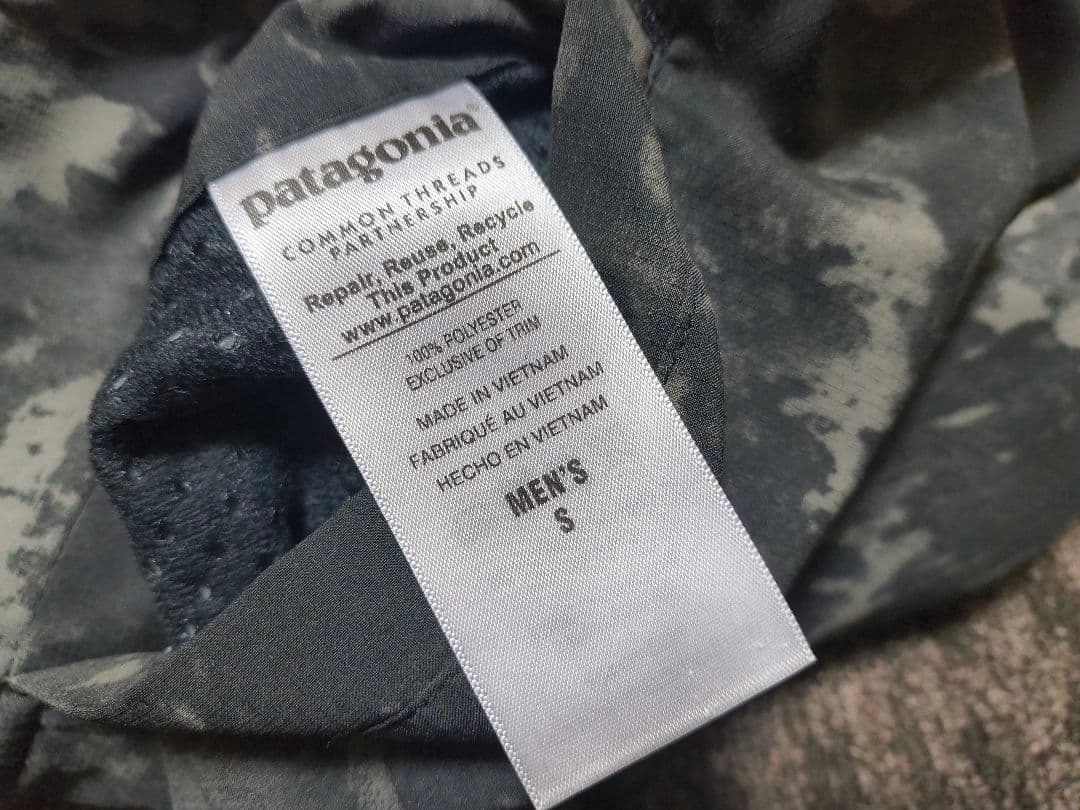 patagonia®
COMMON THREADS
PARTNERSHIP
Repair, Reuse, Recycle
This Product
www.patagonia.com
100% POLYESTER
EXCLUSIVE OF TRIM
MADE IN VIETNAM
FABRIQUÉ AU VIETNAM
HECHO EN VIETNAM
MEN'S
S